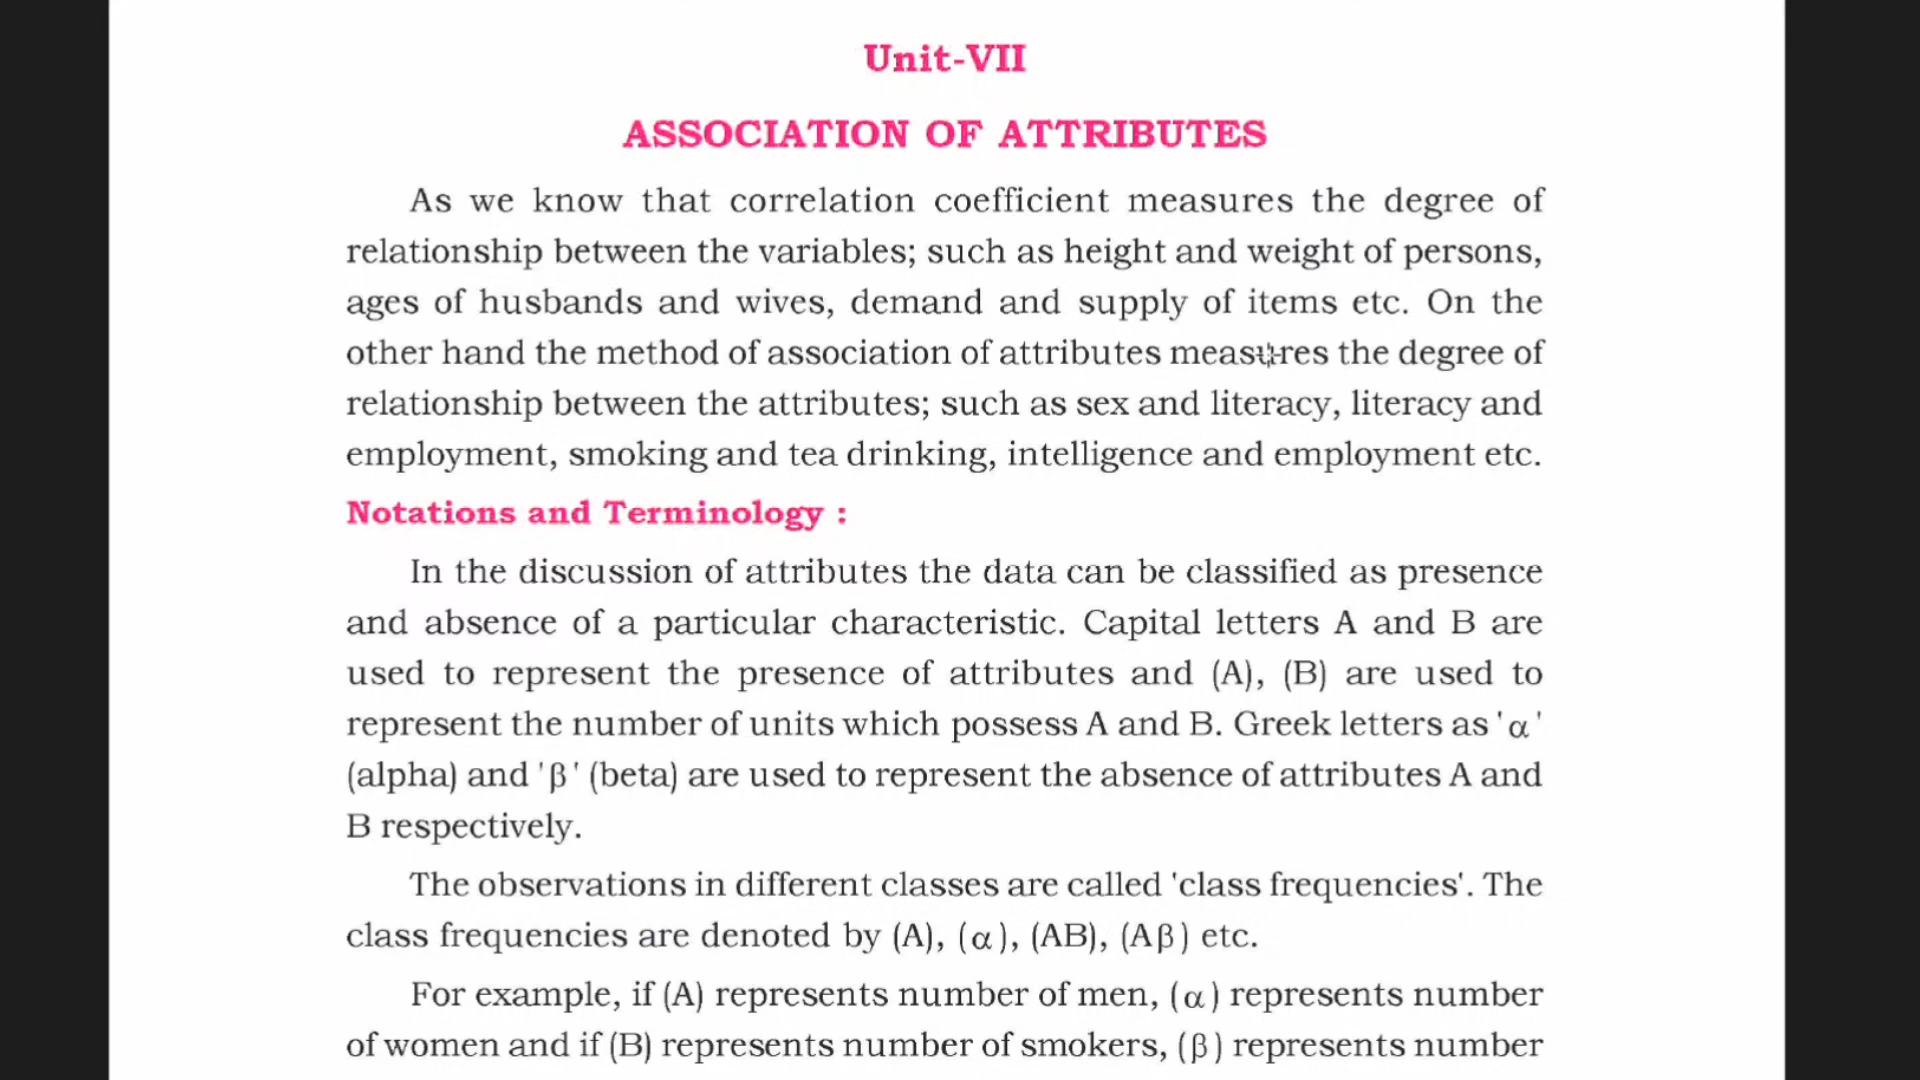 Unit-VII
ASSOCIATION OF ATTRIBUTES
As we know that correlation coefficient measures the degree of
relationship between the variables; such as height and weight of persons,
ages of husbands and wives, demand and supply of items etc. On the
other hand the method of association of attributes measures the degree of
relationship between the attributes; such as sex and literacy, literacy and
employment, smoking and tea drinking, intelligence and employment etc.
Notations and Terminology :
In the discussion of attributes the data can be classified as presence
and absence of a particular characteristic. Capital letters A and B are
used to represent the presence of attributes and (A), (B) are used to
represent the number of units which possess A and B. Greek letters as 'α'
(alpha) and 'β' (beta) are used to represent the absence of attributes A and
B respectively.
The observations in different classes are called 'class frequencies'. The
class frequencies are denoted by (A), (α), (AB), (Aβ) etc.
For example, if (A) represents number of men, (α) represents number
of women and if (B) represents number of smokers, (β) represents number